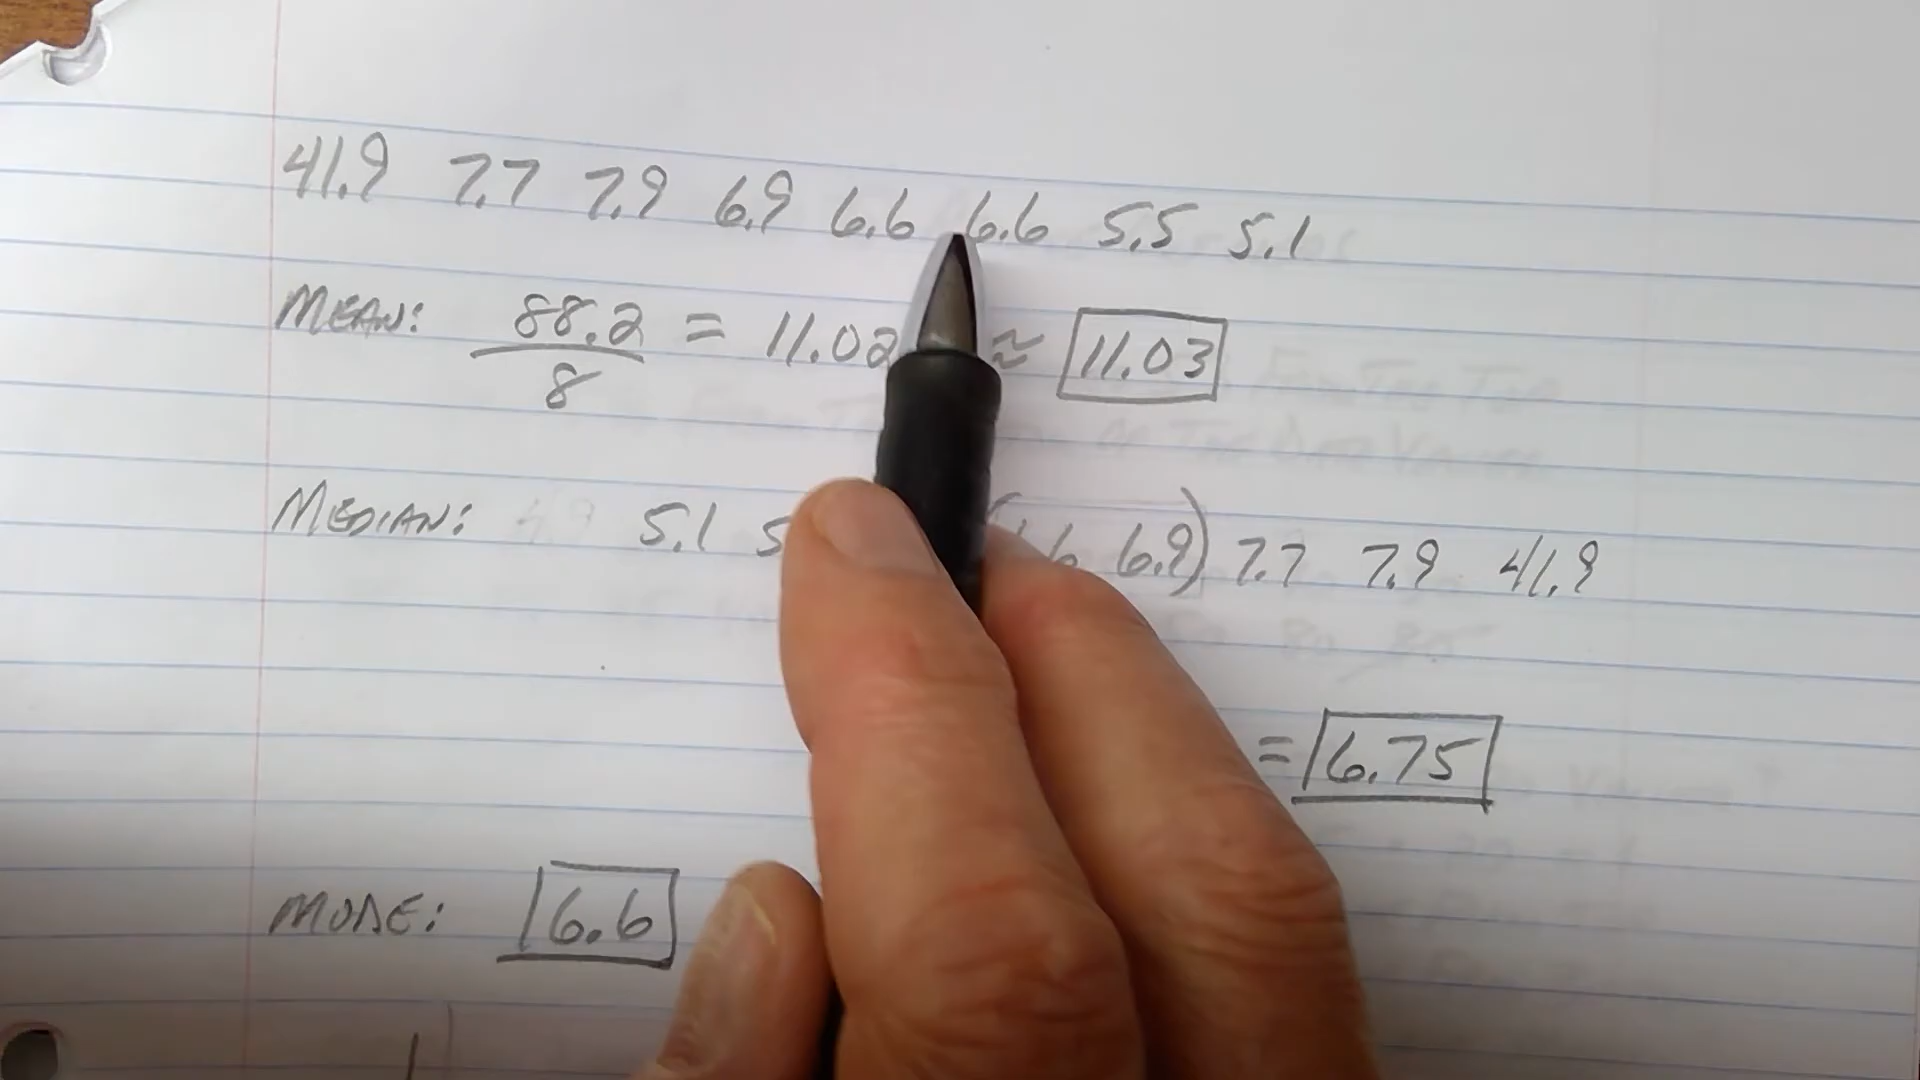 41.9 7.7 7.9 6.9 6.6 6.6 5.5 5.1
MEAN: 88.2 = 11.02 ≈ 11.03
8
MEDIAN: 5.1 5 6.9) 7.7 7.9 41.9
= 6.75
MODE: 6.6